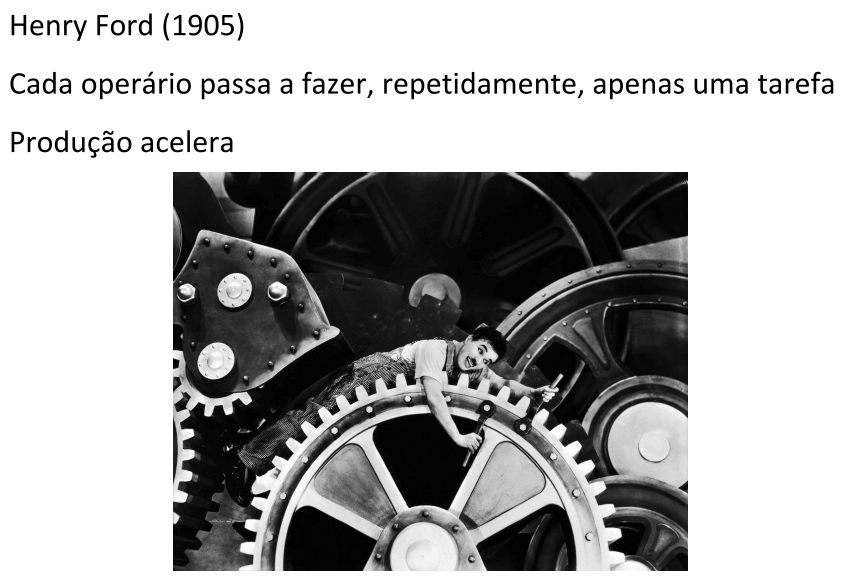 Henry Ford (1905)
Cada operário passa a fazer, repetidamente, apenas uma tarefa
Produção acelera